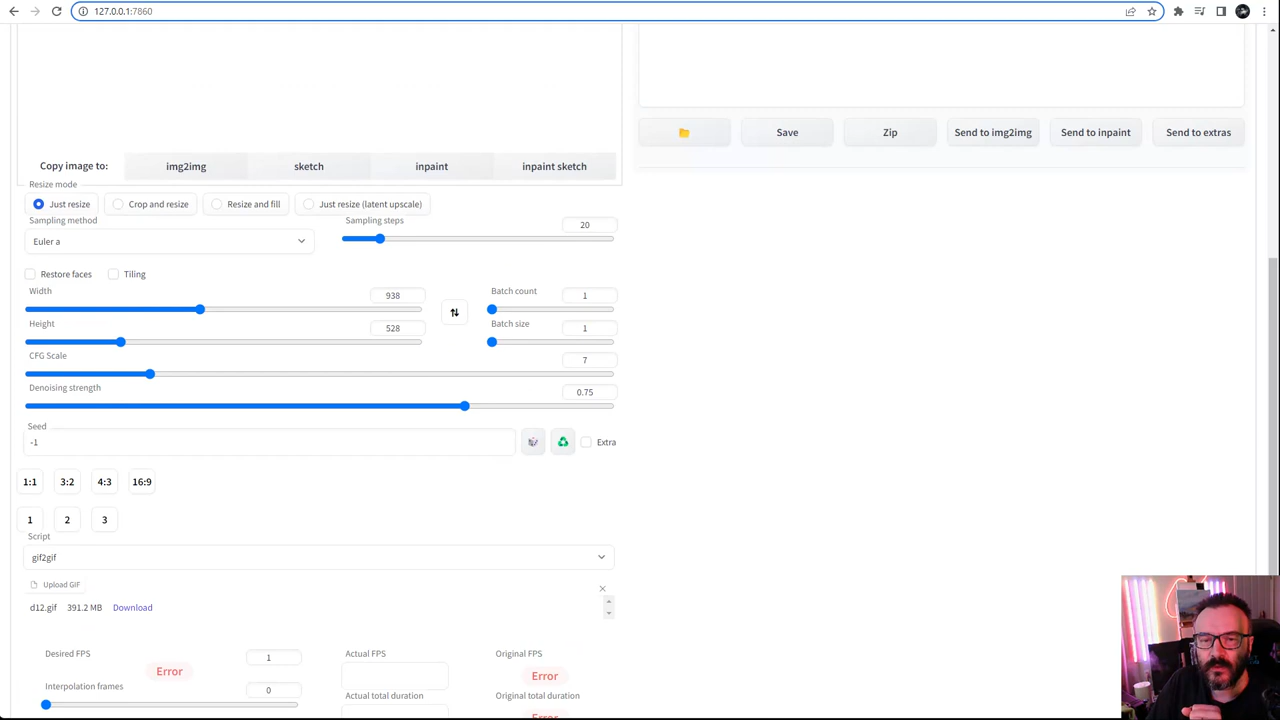 127.0.0.1:7860
Save
Zip
Send to img2img
Send to inpaint
Send to extras
Copy image to:
img2img
sketch
inpaint
inpaint sketch
Resize mode
Just resize
Crop and resize
Resize and fill
Just resize (latent upscale)
Sampling method
Sampling steps
20
Euler a
Restore faces
Tiling
Width
938
Batch count
1
Height
528
Batch size
1
CFG Scale
7
Denoising strength
0.75
Seed
-1
Extra
1:1
3:2
4:3
16:9
1
2
3
Script
gif2gif
Upload GIF
d12.gif 391.2 MB Download
Desired FPS
1
Error
Actual FPS
Original FPS
Error
Interpolation frames
0
Actual total duration
Original total duration
Error